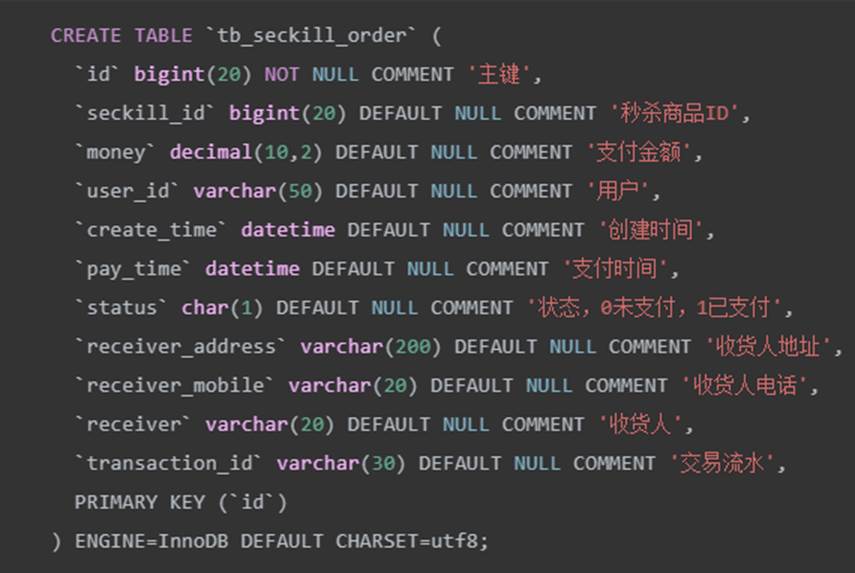 CREATE TABLE `tb_seckill_order` (
`id` bigint(20) NOT NULL COMMENT '主键',
`seckill_id` bigint(20) DEFAULT NULL COMMENT '秒杀商品ID',
`money` decimal(10,2) DEFAULT NULL COMMENT '支付金额',
`user_id` varchar(50) DEFAULT NULL COMMENT '用户',
`create_time` datetime DEFAULT NULL COMMENT '创建时间',
`pay_time` datetime DEFAULT NULL COMMENT '支付时间',
`status` char(1) DEFAULT NULL COMMENT '状态，0未支付，1已支付',
`receiver_address` varchar(200) DEFAULT NULL COMMENT '收货人地址',
`receiver_mobile` varchar(20) DEFAULT NULL COMMENT '收货人电话',
`receiver` varchar(20) DEFAULT NULL COMMENT '收货人',
`transaction_id` varchar(30) DEFAULT NULL COMMENT '交易流水',
PRIMARY KEY (`id`)
) ENGINE=InnoDB DEFAULT CHARSET=utf8;